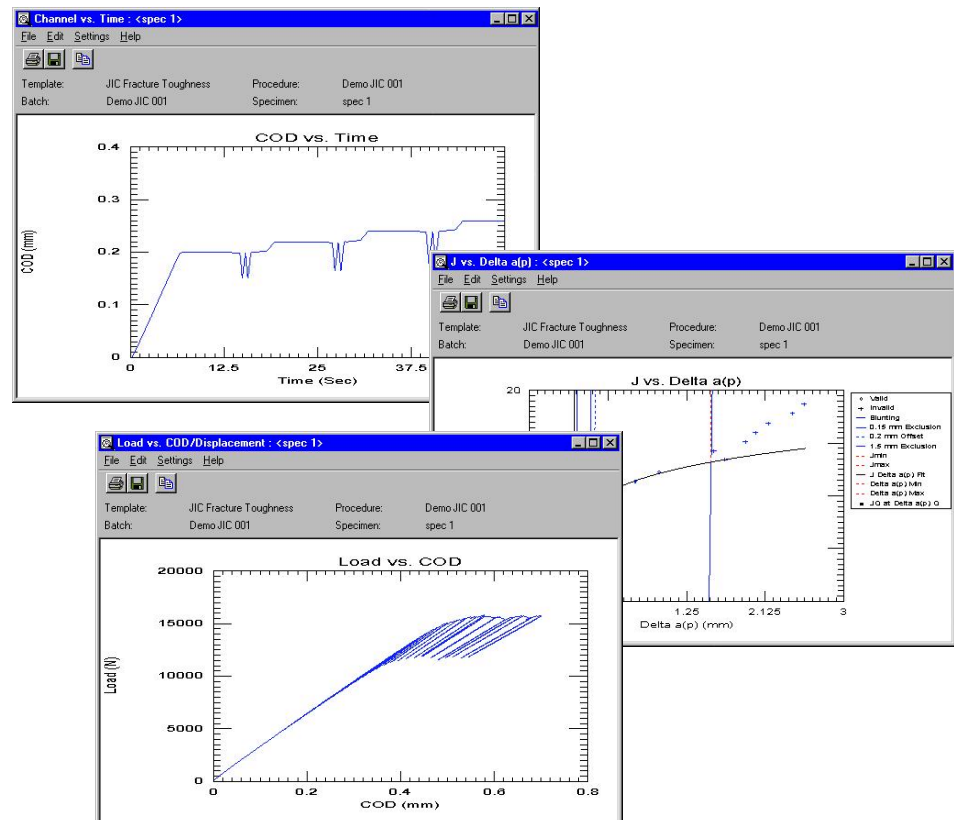 Channel vs. Time : <spec 1>
File Edit Settings Help
Template: JIC Fracture Toughness Procedure: Demo JIC 001
Batch: Demo JIC 001 Specimen: spec 1
COD vs. Time
0.4
0.3
0.2
0.1
0
COD (mm)
0 12.5 25 37.5
Time (Sec)
J vs. Delta a(p) : <spec 1>
File Edit Settings Help
Template: JIC Fracture Toughness Procedure: Demo JIC 001
Batch: Demo JIC 001 Specimen: spec 1
J vs. Delta a(p)
20
1.25 2.125 3
Delta a(p) (mm)
Valid
Invalid
Blunting
0.15 mm Exclusion
0.2 mm Offset
1.5 mm Exclusion
Jmin
Jmax
J Delta a(p) Fit
Delta a(p) Min
Delta a(p) Max
JQ at Delta a(p) Q
Load vs. COD/Displacement : <spec 1>
File Edit Settings Help
Template: JIC Fracture Toughness Procedure: Demo JIC 001
Batch: Demo JIC 001 Specimen: spec 1
Load vs. COD
20000
15000
10000
5000
0
Load (N)
0 0.2 0.4 0.6 0.8
COD (mm)